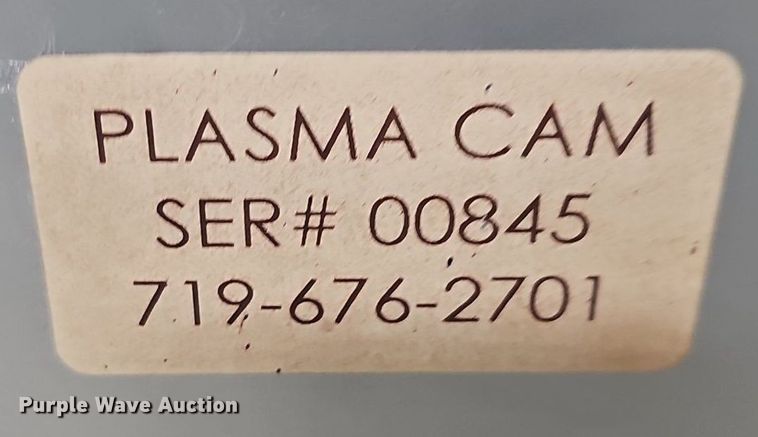 PLASMA CAM
SER# 00845
719-676-2701
Purple Wave Auction